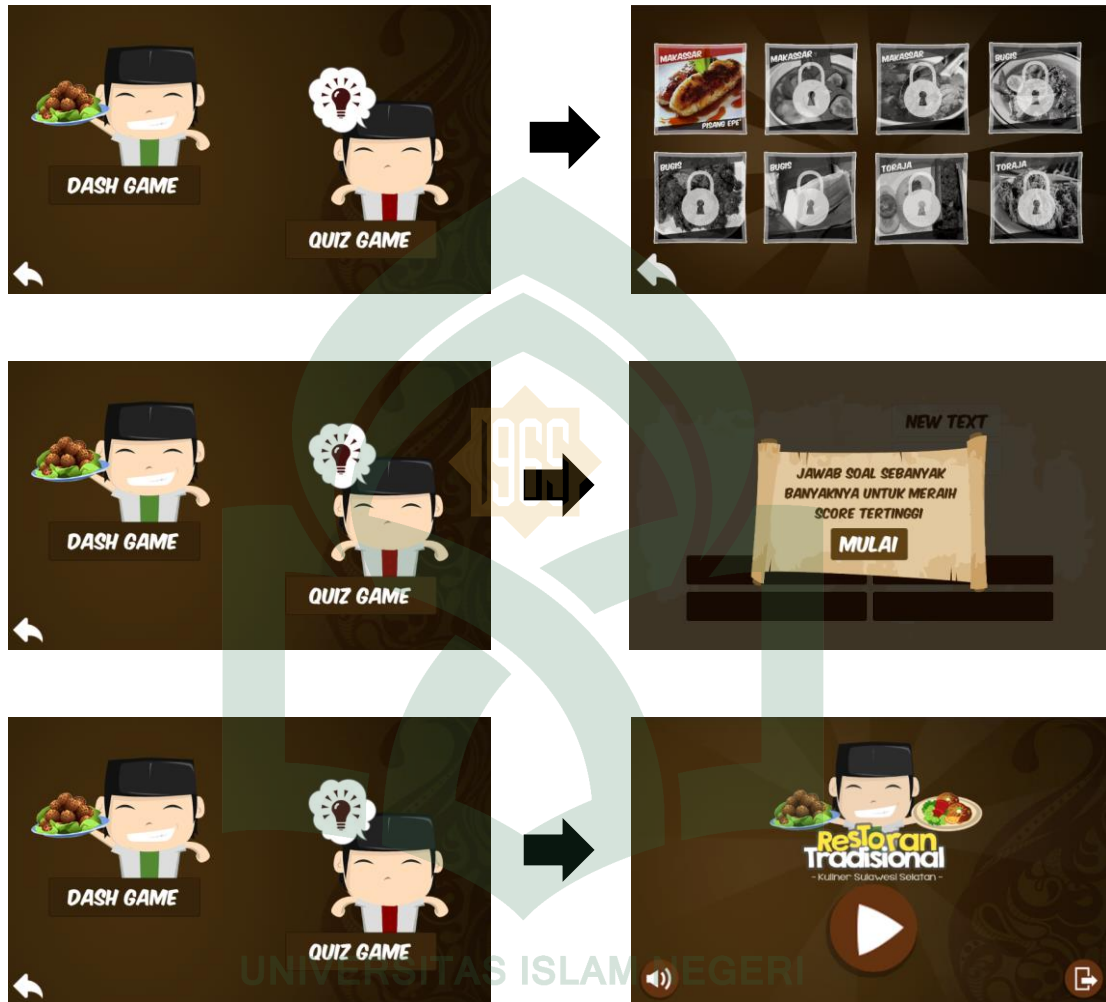 DASH GAME
QUIZ GAME
MAKASSAR
PISANG EPE'
MAKASSAR
MAKASSAR
BUGIS
BUGIS
BUGIS
TORAJA
TORAJA
DASH GAME
QUIZ GAME
1969
NEW TEXT
JAWAB SOAL SEBANYAK
BANYAKNYA UNTUK MERAIH
SCORE TERTINGGI
MULAI
DASH GAME
QUIZ GAME
ResToran
Tradisional
- Kuliner Sulawesi Selatan -
UNIVERSITAS ISLAM NEGERI